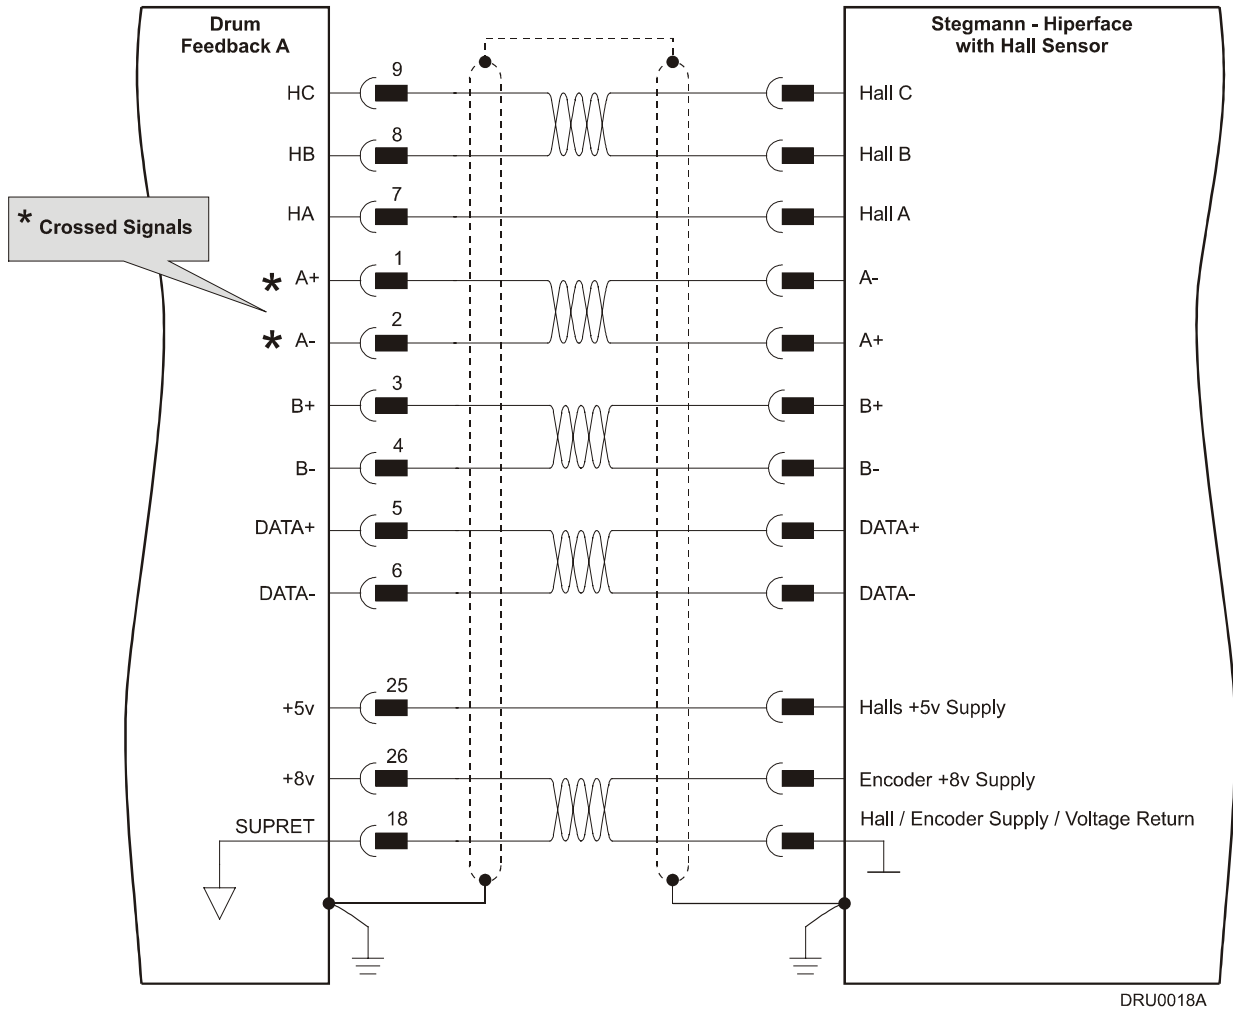 Drum
Feedback A
Stegmann - Hiperface
with Hall Sensor
HC 9 Hall C
HB 8 Hall B
HA 7 Hall A
* Crossed Signals
* A+ 1 A-
* A- 2 A+
B+ 3 B+
B- 4 B-
DATA+ 5 DATA+
DATA- 6 DATA-
+5v 25 Halls +5v Supply
+8v 26 Encoder +8v Supply
SUPRET 18 Hall / Encoder Supply / Voltage Return
DRU0018A